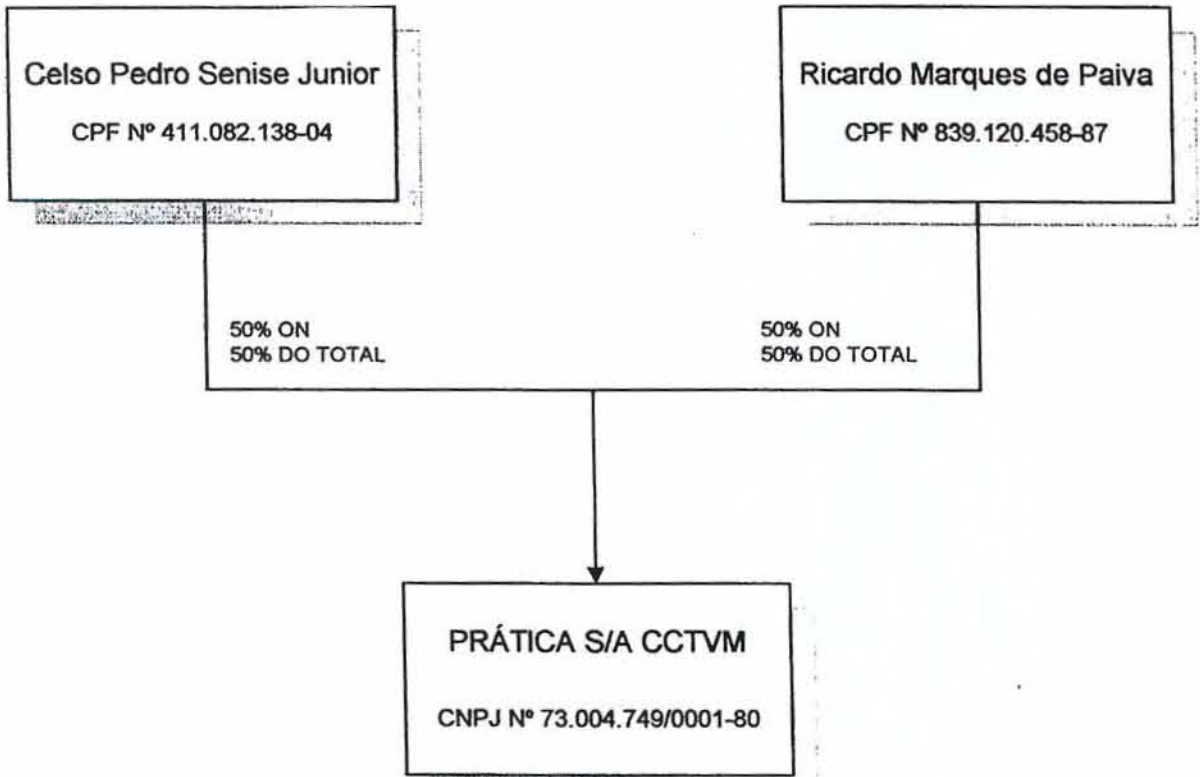 Celso Pedro Senise Junior
CPF Nº 411.082.138-04
Ricardo Marques de Paiva
CPF Nº 839.120.458-87
50% ON
50% DO TOTAL
50% ON
50% DO TOTAL
PRÁTICA S/A CCTVM
CNPJ Nº 73.004.749/0001-80